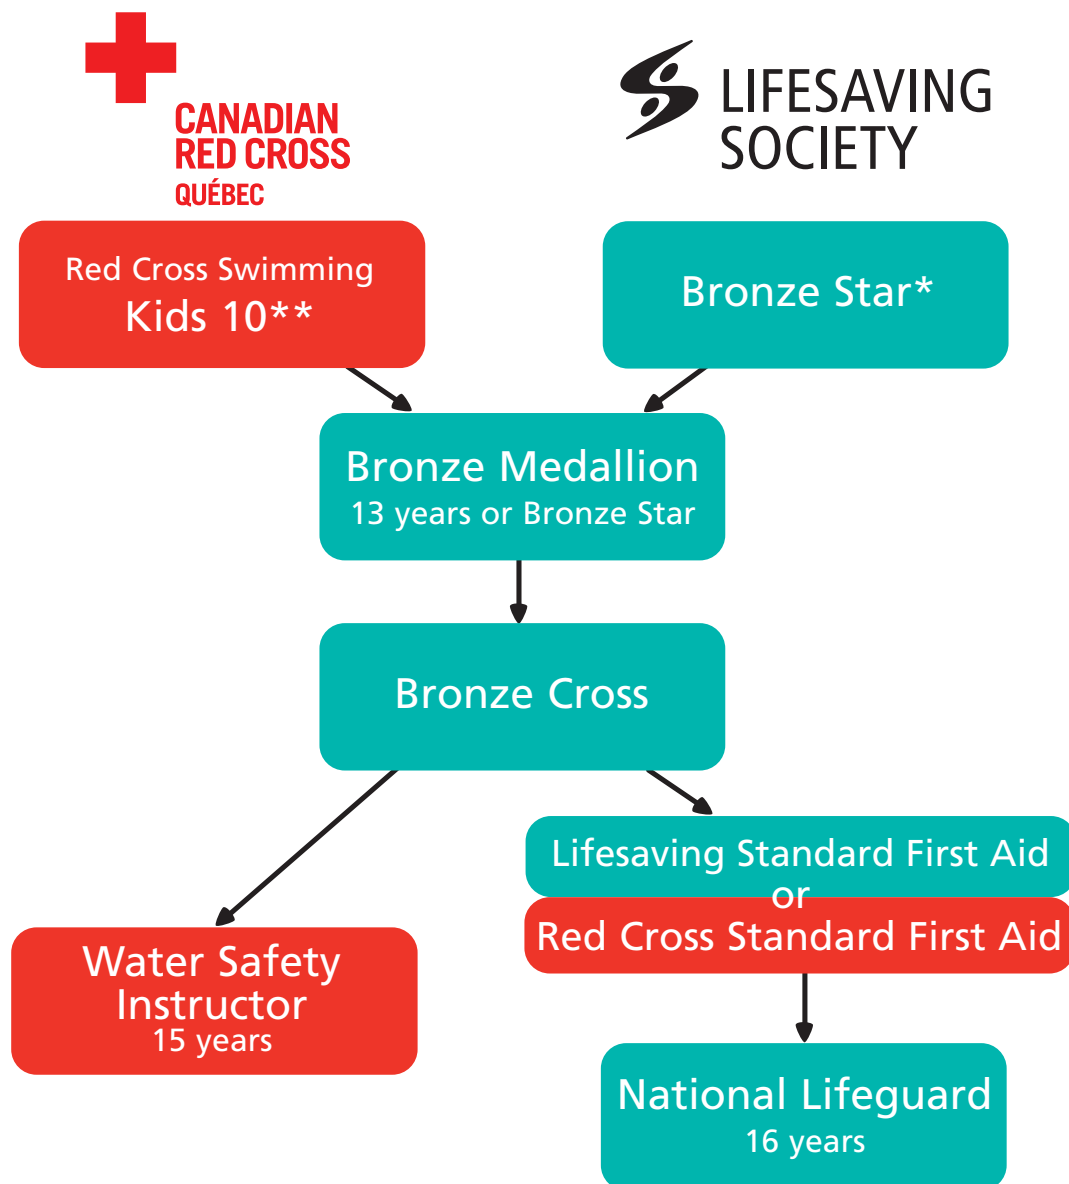 CANADIAN
RED CROSS
QUÉBEC
LIFESAVING
SOCIETY
Red Cross Swimming
Kids 10**
Bronze Star*
Bronze Medallion
13 years or Bronze Star
Bronze Cross
Lifesaving Standard First Aid
or
Red Cross Standard First Aid
Water Safety
Instructor
15 years
National Lifeguard
16 years